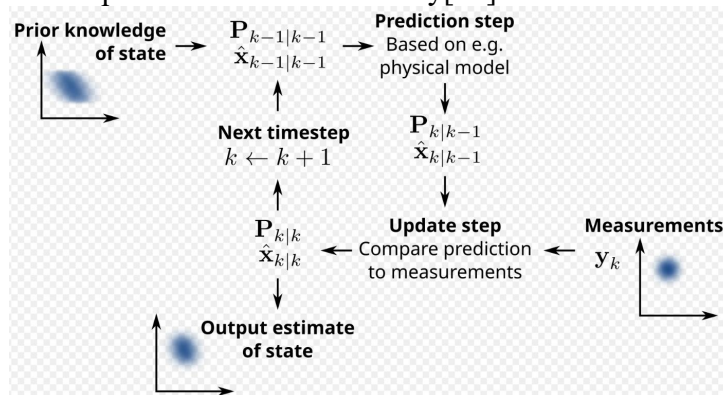 Prior knowledge
of state
P_{k−1|k−1}
x̂_{k−1|k−1}
Prediction step
Based on e.g.
physical model
P_{k|k−1}
x̂_{k|k−1}
Next timestep
k ← k + 1
P_{k|k}
x̂_{k|k}
Update step
Compare prediction
to measurements
Measurements
y_k
Output estimate
of state